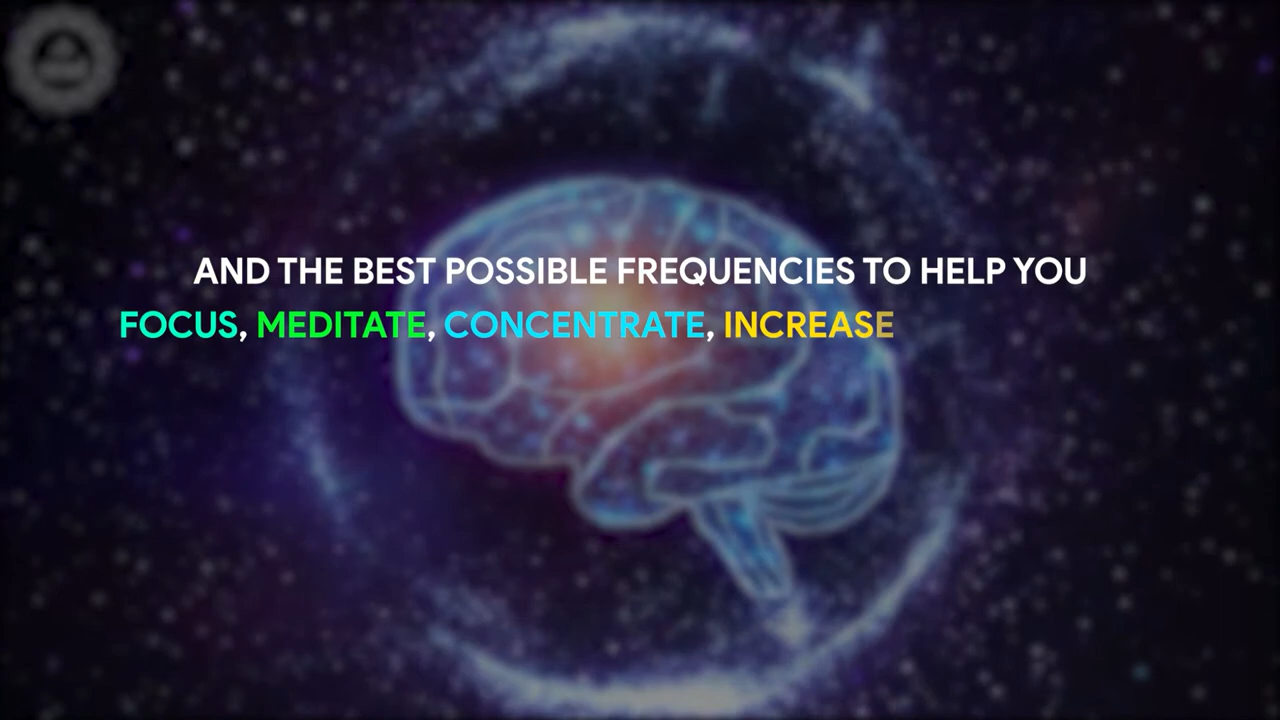 AND THE BEST POSSIBLE FREQUENCIES TO HELP YOU
FOCUS, MEDITATE, CONCENTRATE, INCREASE